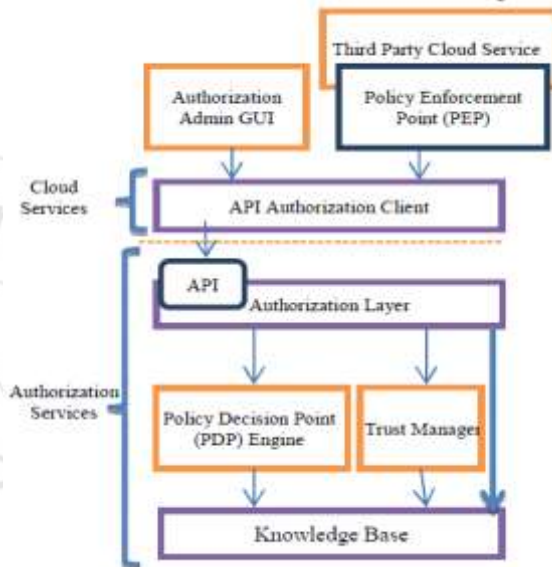 Third Party Cloud Service
Authorization
Admin GUI
Policy Enforcement
Point (PEP)
Cloud
Services
API Authorization Client
API
Authorization Layer
Authorization
Services
Policy Decision Point
(PDP) Engine
Trust Manager
Knowledge Base